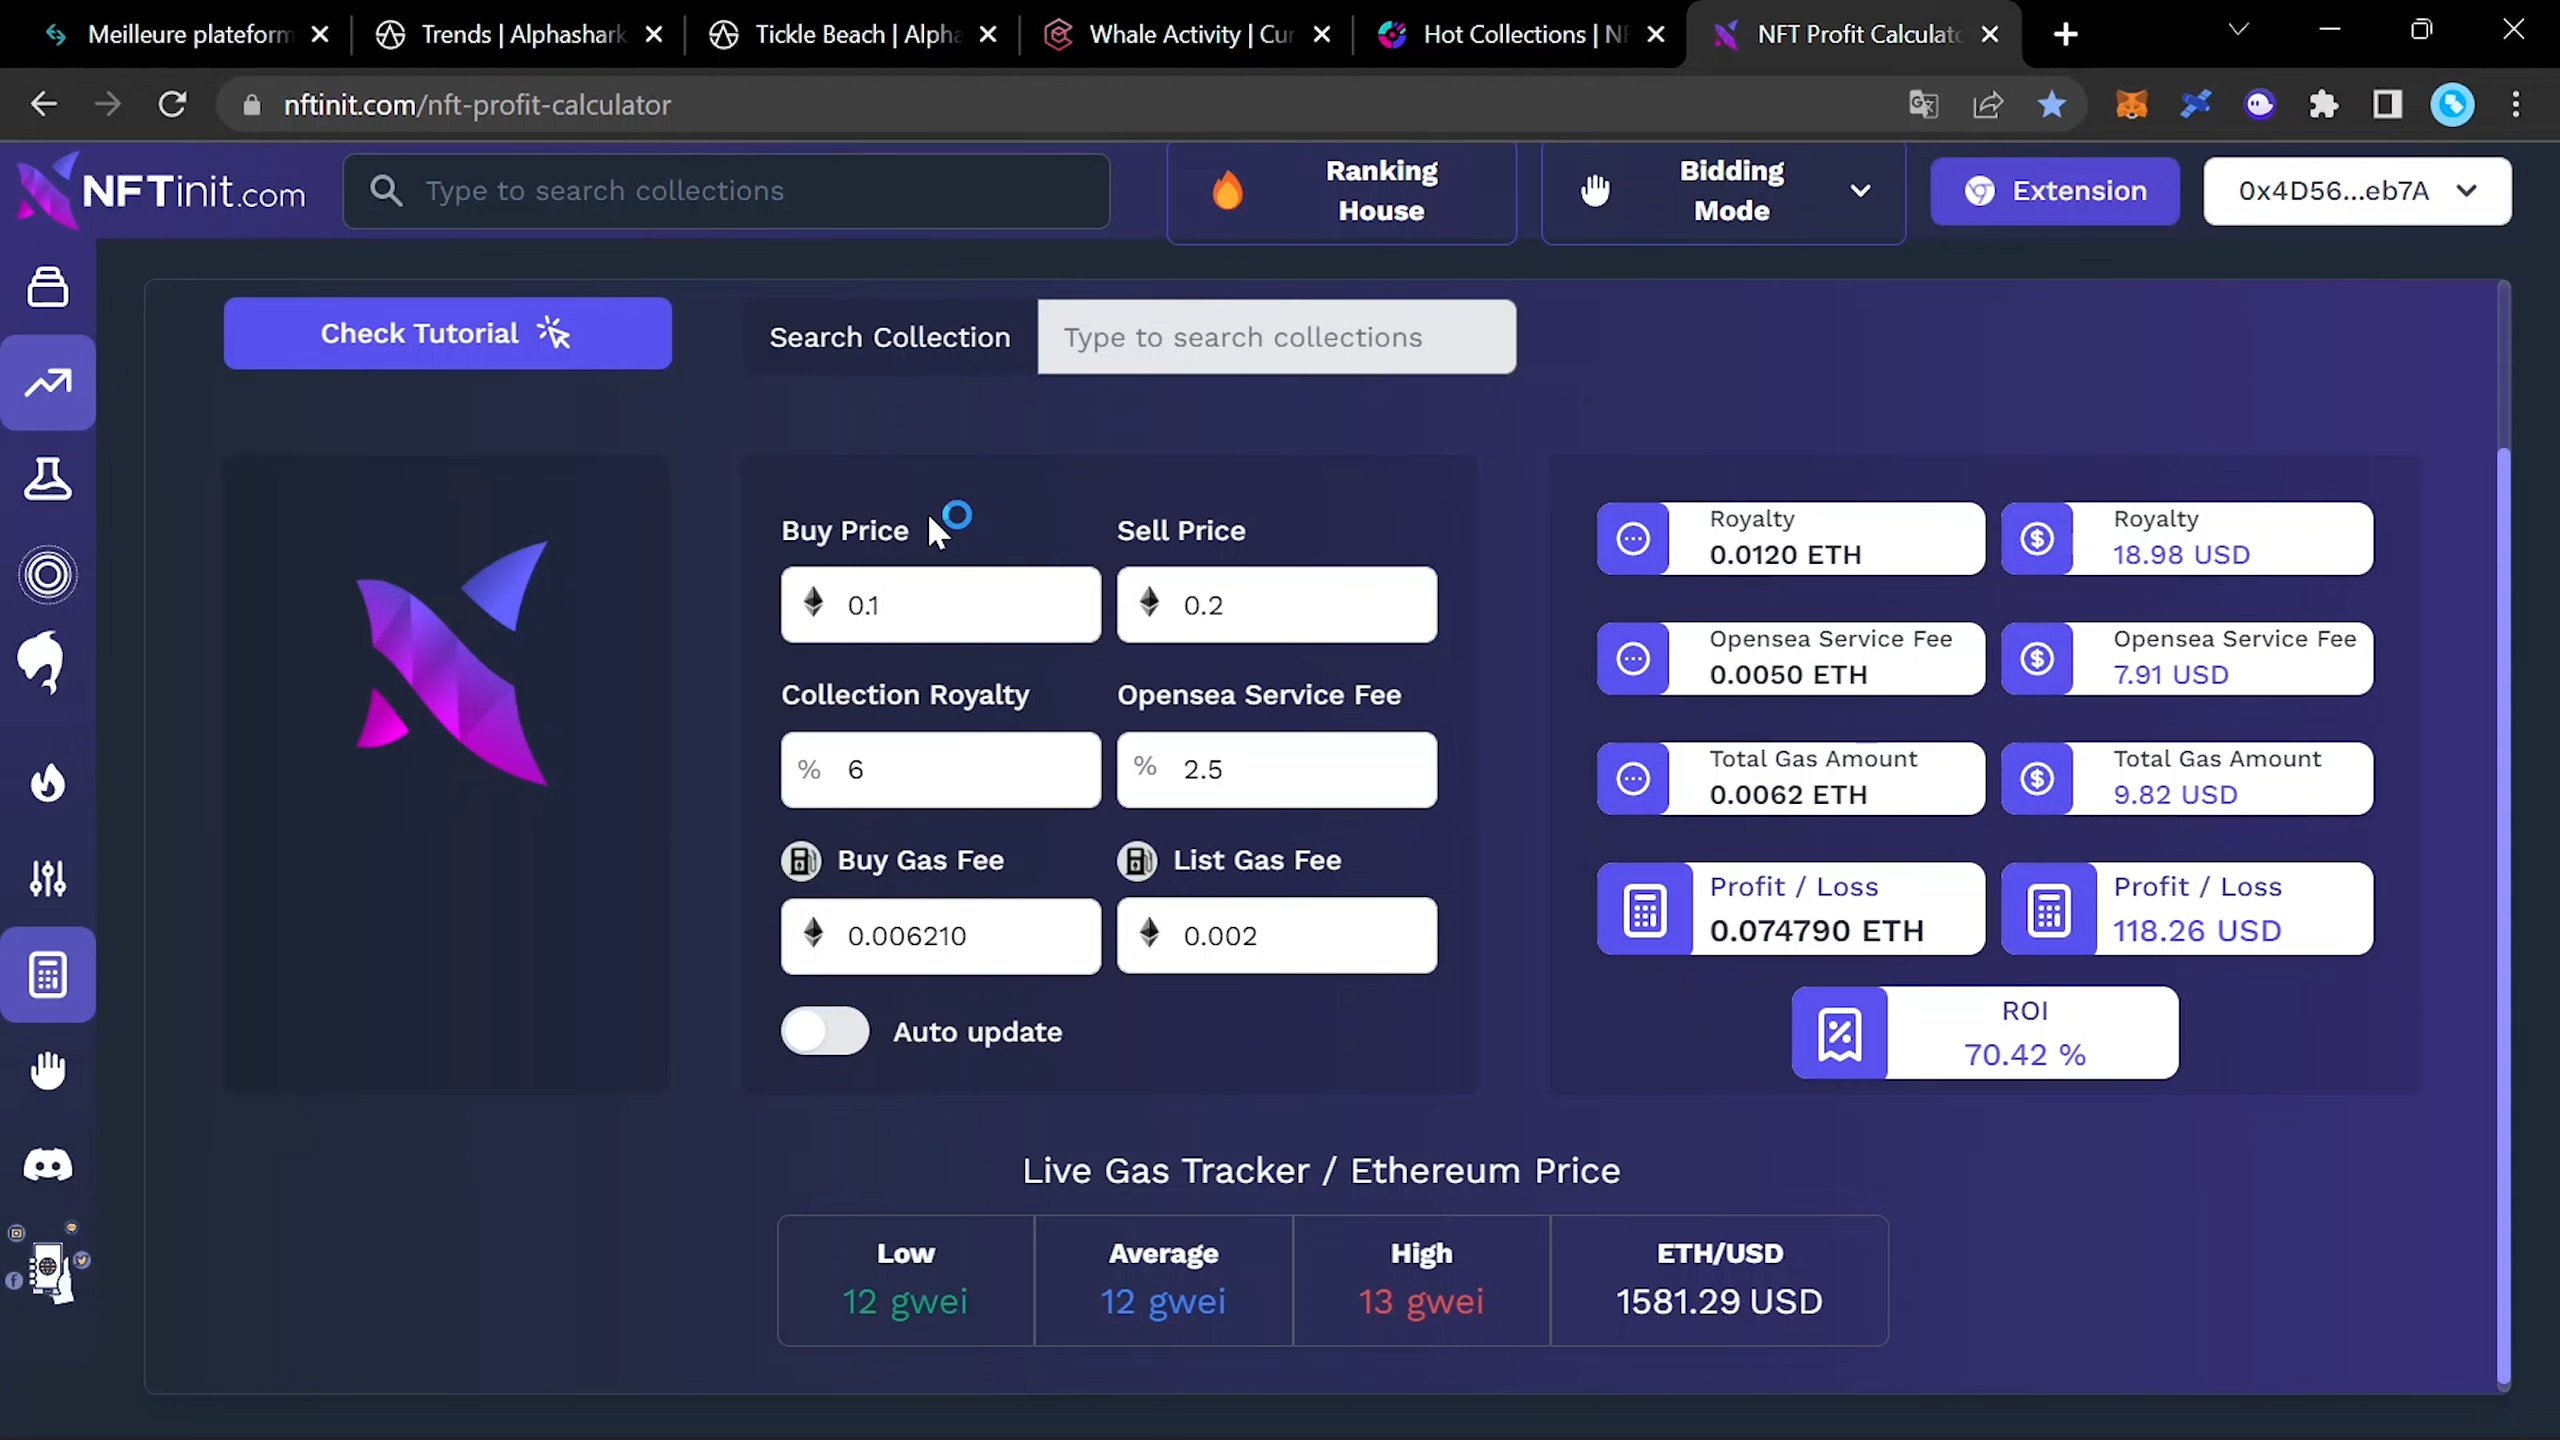 Meilleure plateform
Trends | Alphashark
Tickle Beach | Alpha
Whale Activity | Cur
Hot Collections | NF
NFT Profit Calculato
nftinit.com/nft-profit-calculator
NFTinit.com
Type to search collections
Ranking
House
Bidding
Mode
Extension
0x4D56...eb7A
Check Tutorial
Search Collection
Type to search collections
Buy Price
Sell Price
0.1
0.2
Collection Royalty
Opensea Service Fee
% 6
% 2.5
Buy Gas Fee
List Gas Fee
0.006210
0.002
Auto update
Royalty
0.0120 ETH
Royalty
18.98 USD
Opensea Service Fee
0.0050 ETH
Opensea Service Fee
7.91 USD
Total Gas Amount
0.0062 ETH
Total Gas Amount
9.82 USD
Profit / Loss
0.074790 ETH
Profit / Loss
118.26 USD
ROI
70.42 %
Live Gas Tracker / Ethereum Price
Low
12 gwei
Average
12 gwei
High
13 gwei
ETH/USD
1581.29 USD